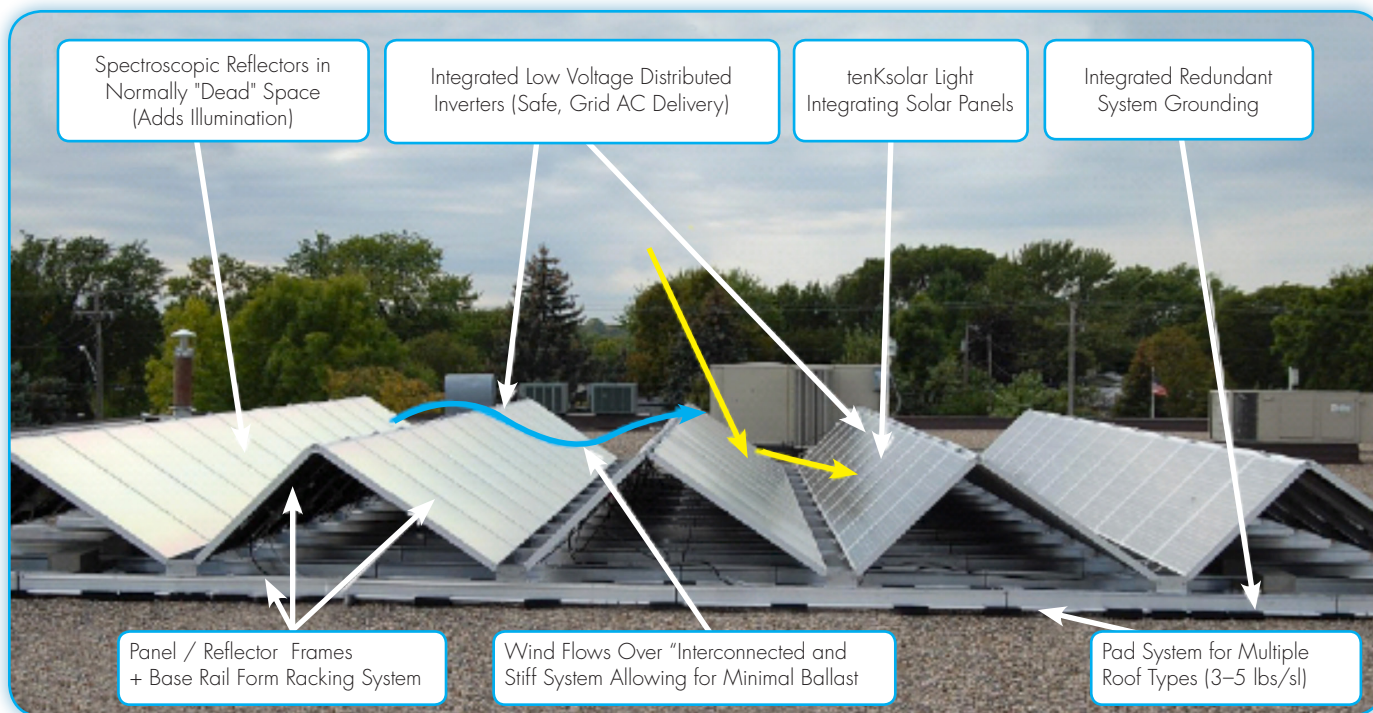 Spectroscopic Reflectors in
Normally "Dead" Space
(Adds Illumination)
Integrated Low Voltage Distributed
Inverters (Safe, Grid AC Delivery)
tenKsolar Light
Integrating Solar Panels
Integrated Redundant
System Grounding
Panel / Reflector Frames
+ Base Rail Form Racking System
Wind Flows Over “Interconnected and
Stiff System Allowing for Minimal Ballast
Pad System for Multiple
Roof Types (3–5 lbs/sl)